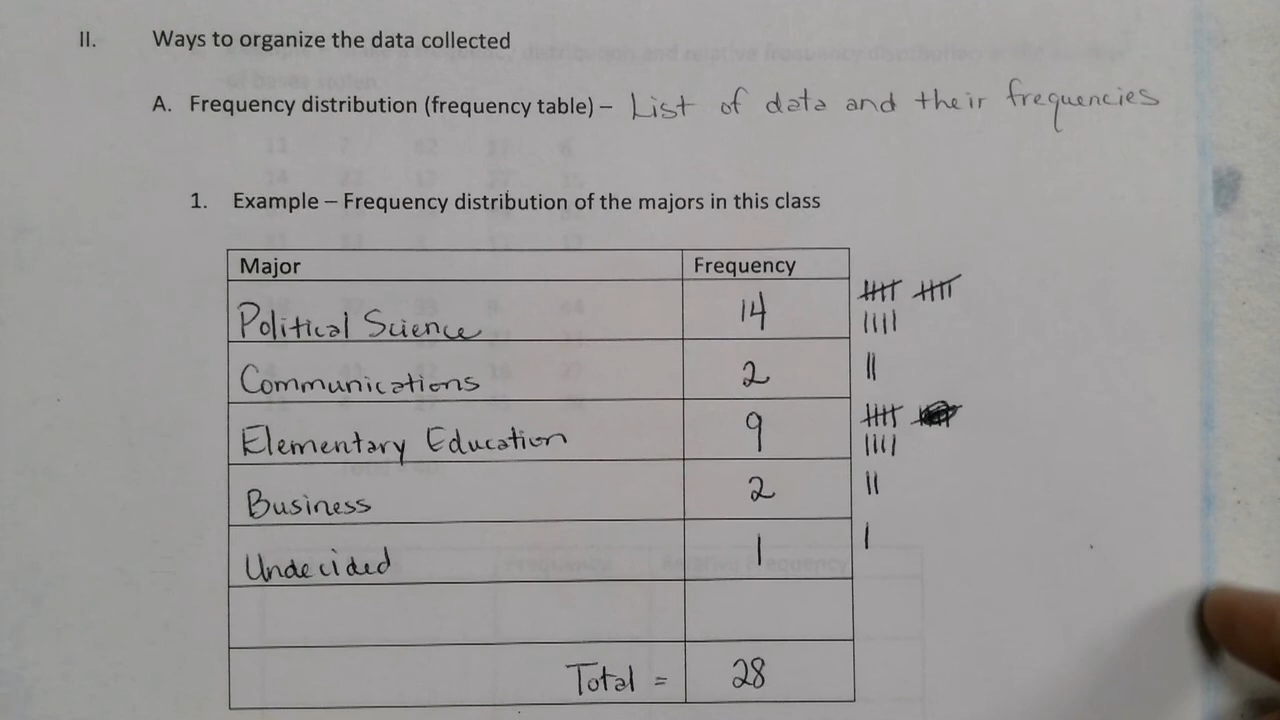 II. Ways to organize the data collected
A. Frequency distribution (frequency table) – List of data and their frequencies
1. Example – Frequency distribution of the majors in this class
Major Frequency
Political Science 14
Communications 2
Elementary Education 9
Business 2
Undecided 1
Total = 28